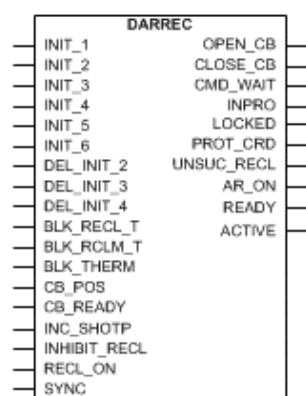 DARREC
INIT_1 OPEN_CB
INIT_2 CLOSE_CB
INIT_3 CMD_WAIT
INIT_4 INPRO
INIT_5 LOCKED
INIT_6 PROT_CRD
DEL_INIT_2 UNSUC_RECL
DEL_INIT_3 AR_ON
DEL_INIT_4 READY
BLK_RECL_T ACTIVE
BLK_RCLM_T
BLK_THERM
CB_POS
CB_READY
INC_SHOTP
INHIBIT_RECL
RECL_ON
SYNC